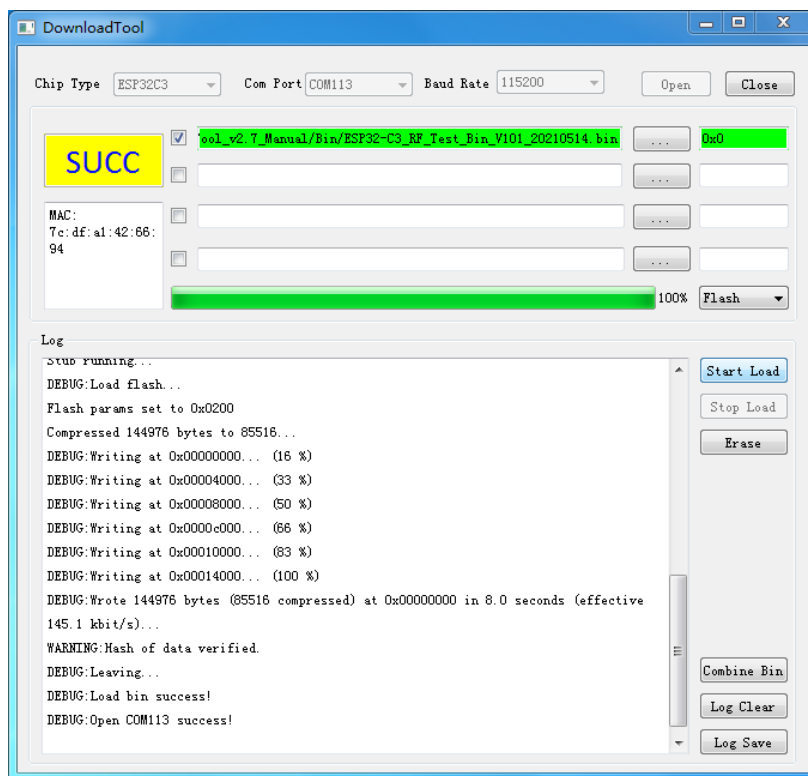 DownloadTool
Chip Type ESP32C3 Com Port COM113 Baud Rate 115200 Open Close
SUCC ool_v2.7_Manual/Bin/ESP32-C3_RF_Test_Bin_V101_20210514.bin ... 0x0
...
MAC:
7c:df:a1:42:66:
94
...
...
100% Flash
Log
Stub running...
DEBUG:Load flash...
Flash params set to 0x0200
Compressed 144976 bytes to 85516...
DEBUG:Writing at 0x00000000... (16 %)
DEBUG:Writing at 0x00004000... (33 %)
DEBUG:Writing at 0x00008000... (50 %)
DEBUG:Writing at 0x0000c000... (66 %)
DEBUG:Writing at 0x00010000... (83 %)
DEBUG:Writing at 0x00014000... (100 %)
DEBUG:Wrote 144976 bytes (85516 compressed) at 0x00000000 in 8.0 seconds (effective
145.1 kbit/s)...
WARNING:Hash of data verified.
DEBUG:Leaving...
DEBUG:Load bin success!
DEBUG:Open COM113 success!
Start Load
Stop Load
Erase
Combine Bin
Log Clear
Log Save